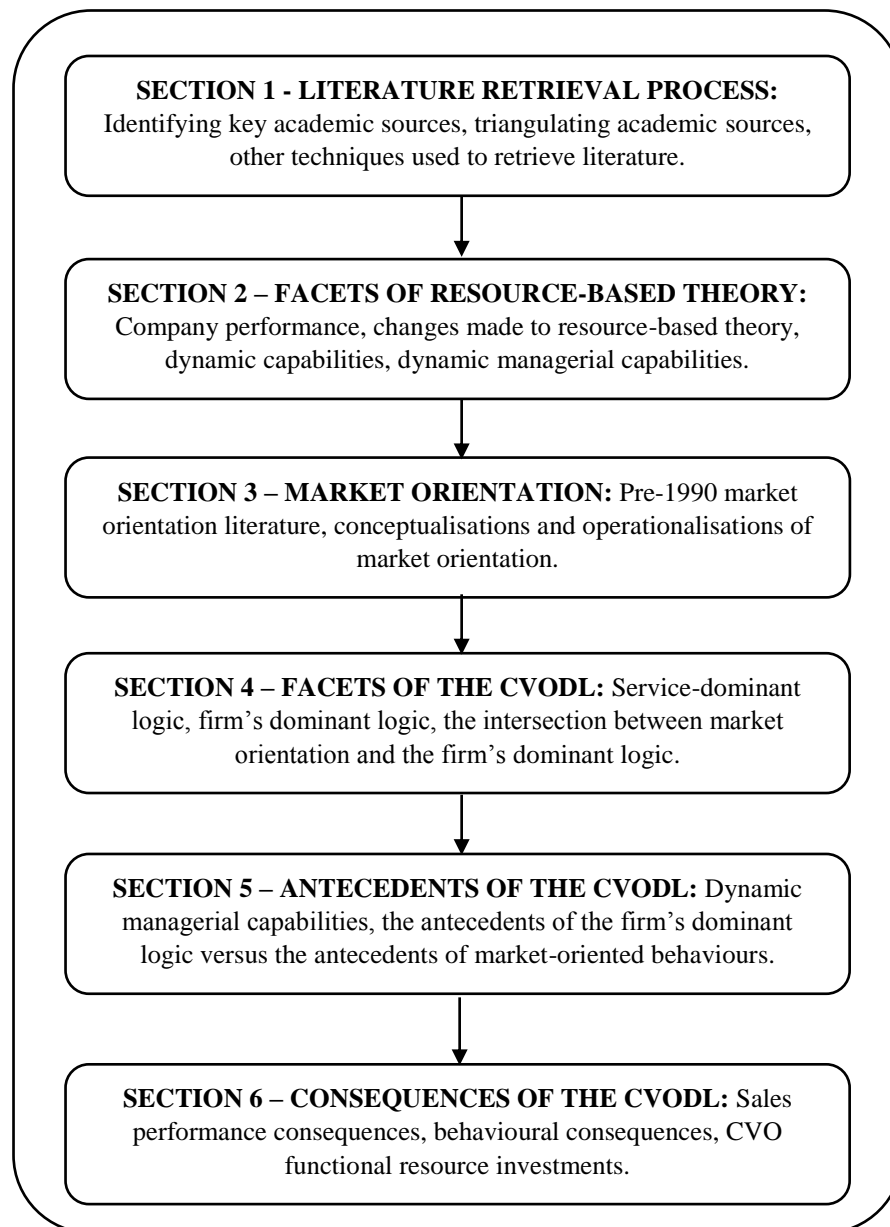 SECTION 1 - LITERATURE RETRIEVAL PROCESS:
Identifying key academic sources, triangulating academic sources,
other techniques used to retrieve literature.
SECTION 2 – FACETS OF RESOURCE-BASED THEORY:
Company performance, changes made to resource-based theory,
dynamic capabilities, dynamic managerial capabilities.
SECTION 3 – MARKET ORIENTATION: Pre-1990 market
orientation literature, conceptualisations and operationalisations of
market orientation.
SECTION 4 – FACETS OF THE CVODL: Service-dominant
logic, firm’s dominant logic, the intersection between market
orientation and the firm’s dominant logic.
SECTION 5 – ANTECEDENTS OF THE CVODL: Dynamic
managerial capabilities, the antecedents of the firm’s dominant
logic versus the antecedents of market-oriented behaviours.
SECTION 6 – CONSEQUENCES OF THE CVODL: Sales
performance consequences, behavioural consequences, CVO
functional resource investments.